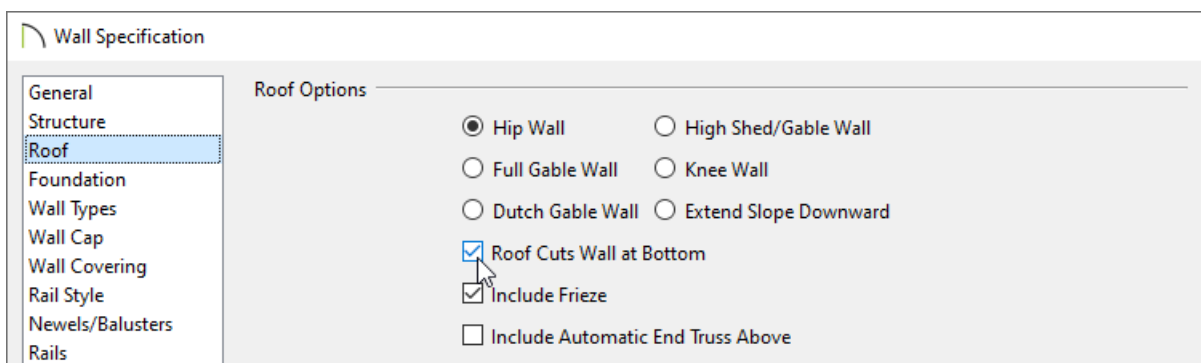 Wall Specification
General
Structure
Roof
Foundation
Wall Types
Wall Cap
Wall Covering
Rail Style
Newels/Balusters
Rails
Roof Options
Hip Wall High Shed/Gable Wall
Full Gable Wall Knee Wall
Dutch Gable Wall Extend Slope Downward
Roof Cuts Wall at Bottom
Include Frieze
Include Automatic End Truss Above